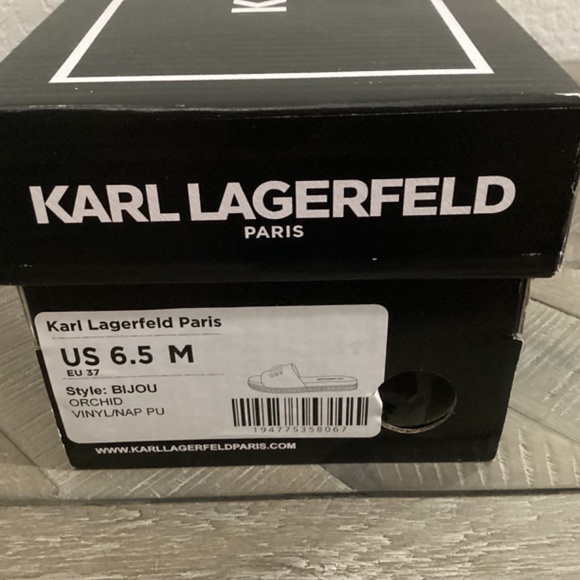 K
KARL LAGERFELD
PARIS
Karl Lagerfeld Paris
US 6.5 M
EU 37
Style: BIJOU
ORCHID
VINYL/NAP PU
194775358067
WWW.KARLLAGERFELDPARIS.COM